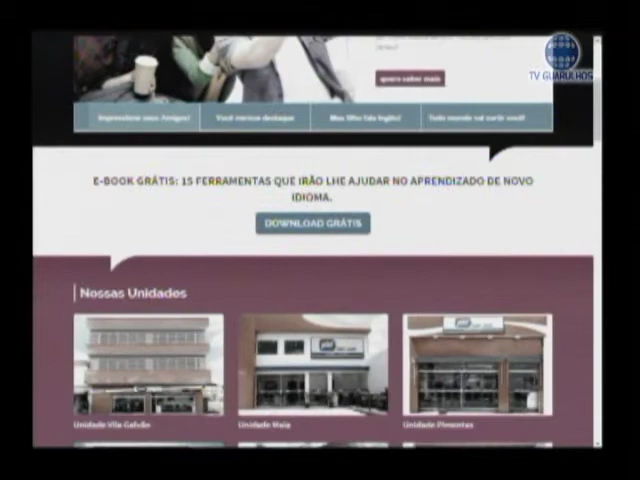 quero saber mais
TV GUARULHOS
Impressione seus Amigos!
Você merece destaque
Meu filho fala Inglês!
Todo mundo vai curtir você!
E-BOOK GRÁTIS: 15 FERRAMENTAS QUE IRÃO LHE AJUDAR NO APRENDIZADO DE NOVO
IDIOMA.
DOWNLOAD GRÁTIS
Nossas Unidades
Unidade Vila Galvão
Unidade Maia
Unidade Pimentas